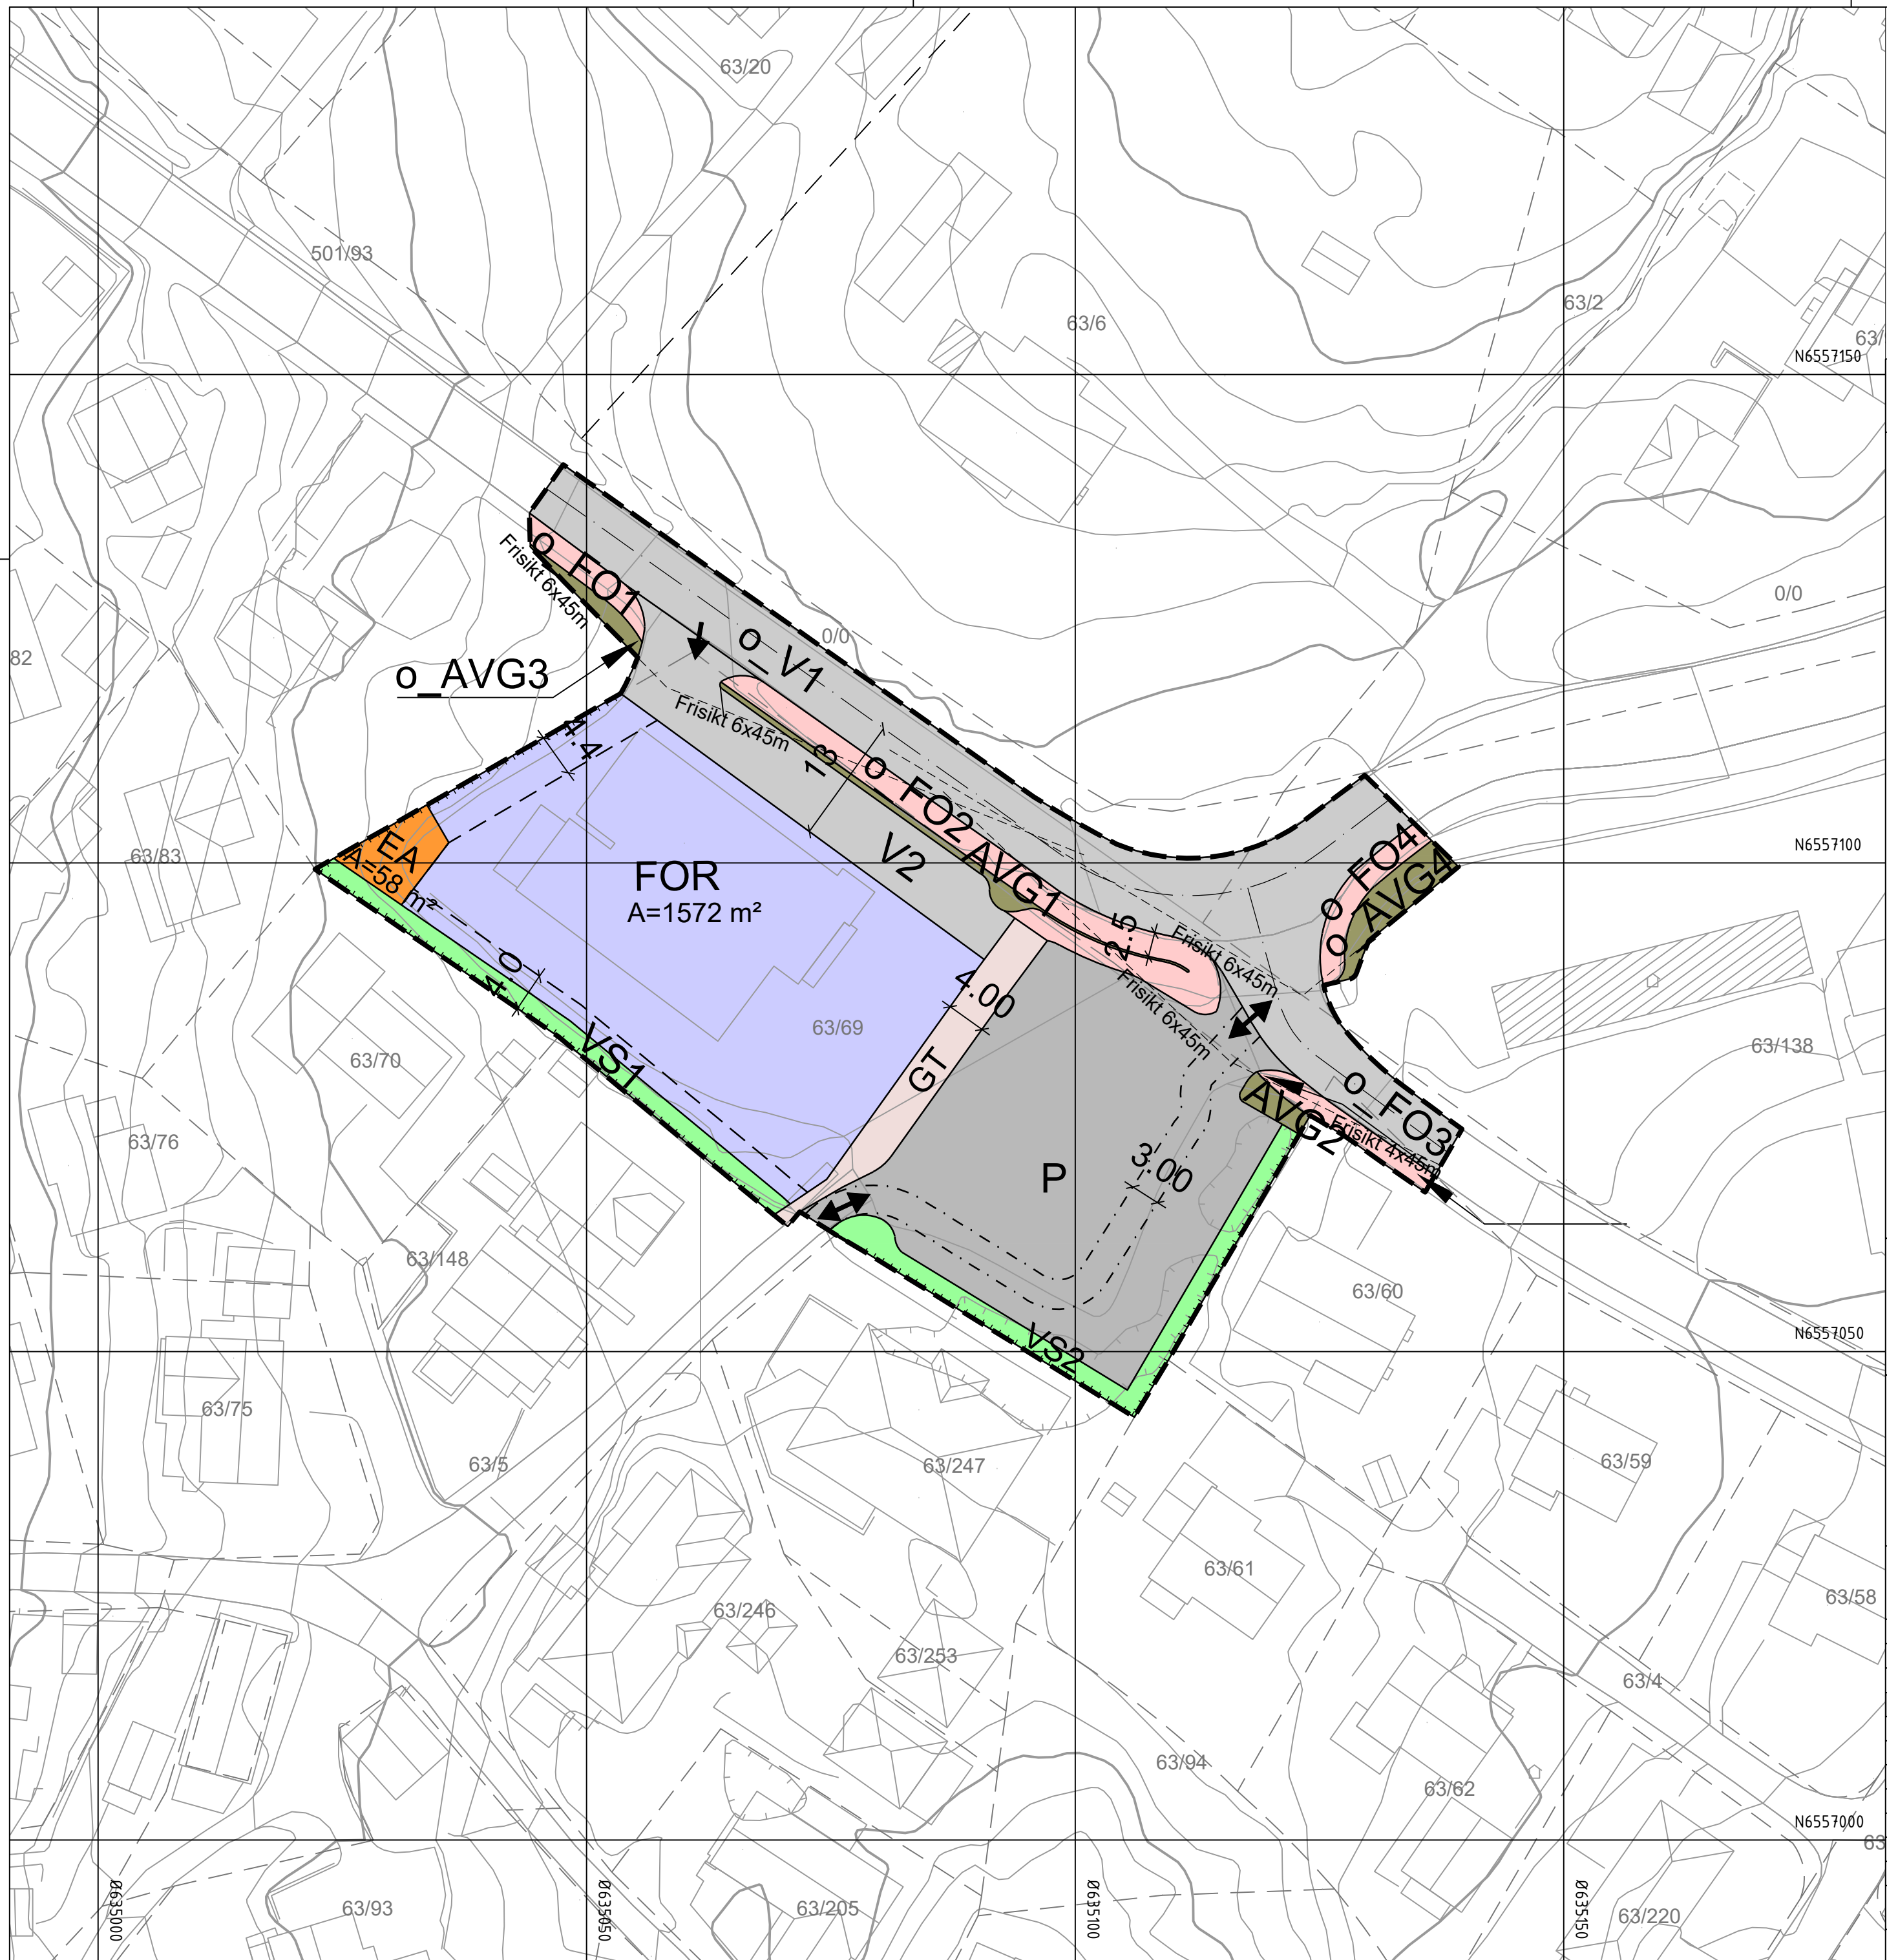 63/20
501/93
63/2
63/6
63/
N6557150
Frisikt 6x45m
o_FO1
0/0
0/0
o_V1
82
o_AVG3
Frisikt 6x45m
4.4
13
o_FO2
V2
AVG1
o_FO4
o_AVG4
N6557100
63/83
EA
A=58 m²
FOR
A=1572 m²
2.5
Frisikt 6x45m
Frisikt 6x45m
4.0
4.00
63/69
VS1
GT
63/70
63/138
63/76
AVG2
o_FO3
Frisikt 4x45m
P
3.00
63/148
63/60
VS2
N6557050
63/75
63/5
63/247
63/59
63/61
63/58
63/246
63/253
63/4
63/94
63/62
N6557000
63
63/93
63/205
63/220
Ø635000
Ø635050
Ø635100
Ø635150